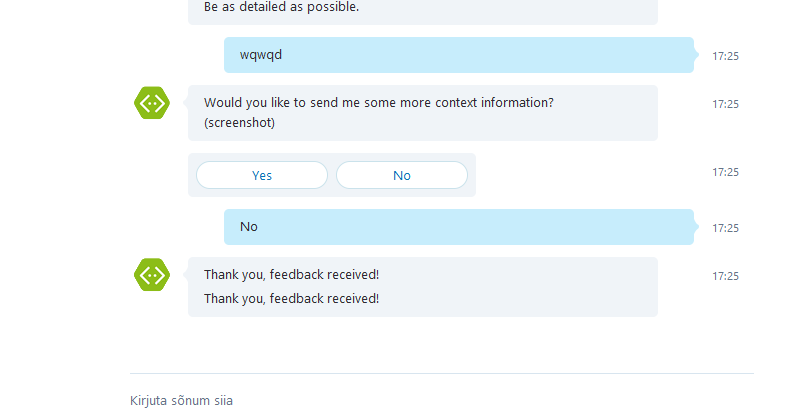 Be as detailed as possible.
wqwqd
17:25
Would you like to send me some more context information?
(screenshot)
17:25
Yes
No
17:25
No
17:25
Thank you, feedback received!
Thank you, feedback received!
17:25
Kirjuta sõnum siia